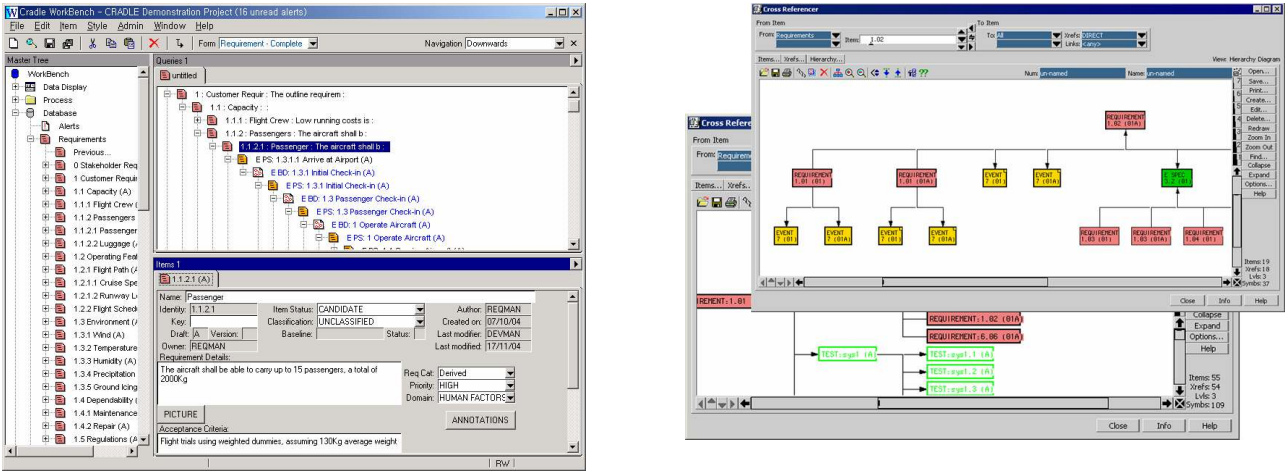 Cradle WorkBench - CRADLE Demonstration Project (16 unread alerts)
File Edit Item Style Admin Window Help
Form Requirement - Complete Navigation Downwards
Master Tree
WorkBench
Data Display
Process
Database
Alerts
Requirements
Previous...
0 Stakeholder Req
1 Customer Requir
1.1 Capacity (A)
1.1.1 Flight Crew (
1.1.2 Passengers
1.1.2.1 Passenger
1.1.2.2 Luggage (
1.2 Operating Feat
1.2.1 Flight Path (A
1.2.1.1 Cruise Spe
1.2.1.2 Runway L
1.2.2 Flight Schedu
1.3 Environment (A
1.3.1 Wind (A)
1.3.2 Temperature
1.3.3 Humidity (A)
1.3.4 Precipitation
1.3.5 Ground Icing
1.4 Dependability (
1.4.1 Maintenance
1.4.2 Repair (A)
1.5 Regulations (A
Queries 1
untitled
1 : Customer Requir : The outline requirem :
1.1 : Capacity : :
1.1.1 : Flight Crew : Low running costs is :
1.1.2 : Passengers : The aircraft shall b :
1.1.2.1 : Passenger : The aircraft shall b :
E PS: 1.3.1.1 Arrive at Airport (A)
E BD: 1.3.1 Initial Check-in (A)
E PS: 1.3.1 Initial Check-in (A)
E BD: 1.3 Passenger Check-in (A)
E PS: 1.3 Passenger Check-in (A)
E BD: 1 Operate Aircraft (A)
E PS: 1 Operate Aircraft (A)
Items 1
1.1.2.1 (A)
Name: Passenger
Identity: 1.1.2.1 Item Status: CANDIDATE Author: REQMAN
Key: Classification: UNCLASSIFIED Created on: 07/10/04
Draft: A Version: Baseline: Status: Last modifier: DEVMAN
Owner: REQMAN Last modified: 17/11/04
Requirement Details:
The aircraft shall be able to carry up to 15 passengers, a total of
2000Kg
Req Cat: Derived
Priority: HIGH
Domain: HUMAN FACTORS
PICTURE
ANNOTATIONS
Acceptance Criteria:
Flight trials using weighted dummies, assuming 130Kg average weight
RW
Cross Referencer
From Item To Item
From: Requirements Item: 1.02 To: All Xrefs: DIRECT
Links: <any>
Items... Xrefs... Hierarchy... View: Hierarchy Diagram
Num: un-named Name: un-named
Open...
Save...
Print...
Create...
Edit...
Delete...
Redraw
Zoom In
Zoom Out
Find...
Collapse
Expand
Options...
Help
REQUIREMENT
1.02 (01A)
REQUIREMENT
1.01 (01)
REQUIREMENT
1.01 (01A)
EVENT
7 (01)
EVENT
7 (01A)
E SPEC
3.2 (01)
EVENT
7 (01)
EVENT
7 (01A)
EVENT
7 (01)
EVENT
7 (01A)
REQUIREMENT
1.03 (01)
REQUIREMENT
1.03 (01A)
REQUIREMENT
1.04 (01)
Items: 19
Xrefs: 18
Lvls: 3
Symbs: 37
Close Info Help
Cross Refere
From Item
From: Requireme
Items... Xrefs..
IREMENT:1.01
REQUIREMENT:1.02 (01A)
REQUIREMENT:6.06 (01A)
TEST:sys1 (A)
TEST:sys1.1 (A)
TEST:sys1.2 (A)
TEST:sys1.3 (A)
Collapse
Expand
Options...
Help
Items: 55
Xrefs: 54
Lvls: 3
Symbs: 109
Close Info Help